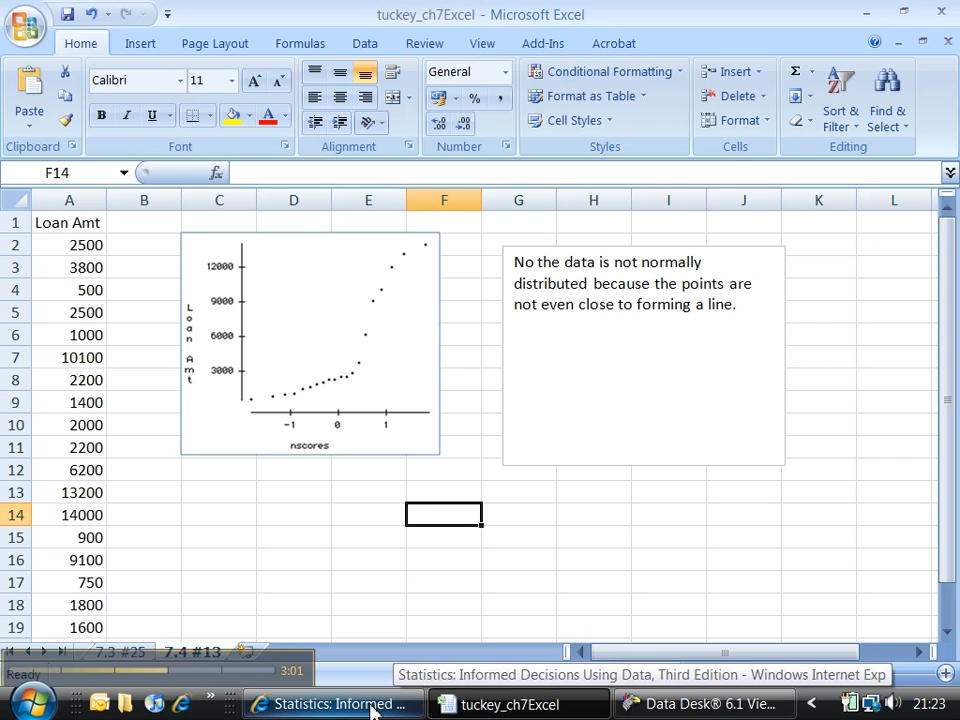 tuckey_ch7Excel - Microsoft Excel
Home Insert Page Layout Formulas Data Review View Add-Ins Acrobat
Paste
Calibri 11
General
B I U
Conditional Formatting
Format as Table
Cell Styles
Insert
Delete
Format
Sort & Filter
Find & Select
Clipboard Font Alignment Number Styles Cells Editing
F14
fx
A B C D E F G H I J K L
1 Loan Amt
2 2500
3 3800
4 500
5 2500
6 1000
7 10100
8 2200
9 1400
10 2000
11 2200
12 6200
13 13200
14 14000
15 900
16 9100
17 750
18 1800
19 1600
12000
9000
6000
3000
Loan Amt
-1 0 1
nscores
No the data is not normally
distributed because the points are
not even close to forming a line.
7.3 #25 7.4 #13
Ready
3:01
Statistics: Informed Decisions Using Data, Third Edition - Windows Internet Exp
Statistics: Informed ...
tuckey_ch7Excel
Data Desk® 6.1 Vie...
21:23